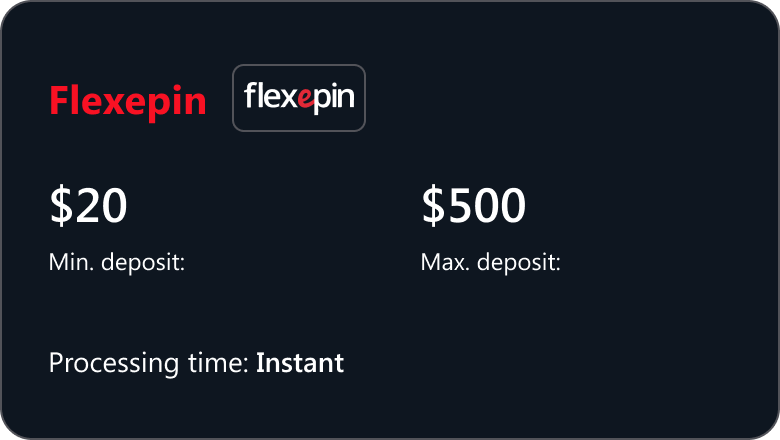 Flexepin flexepin
$20 $500
Min. deposit: Max. deposit:
Processing time: Instant